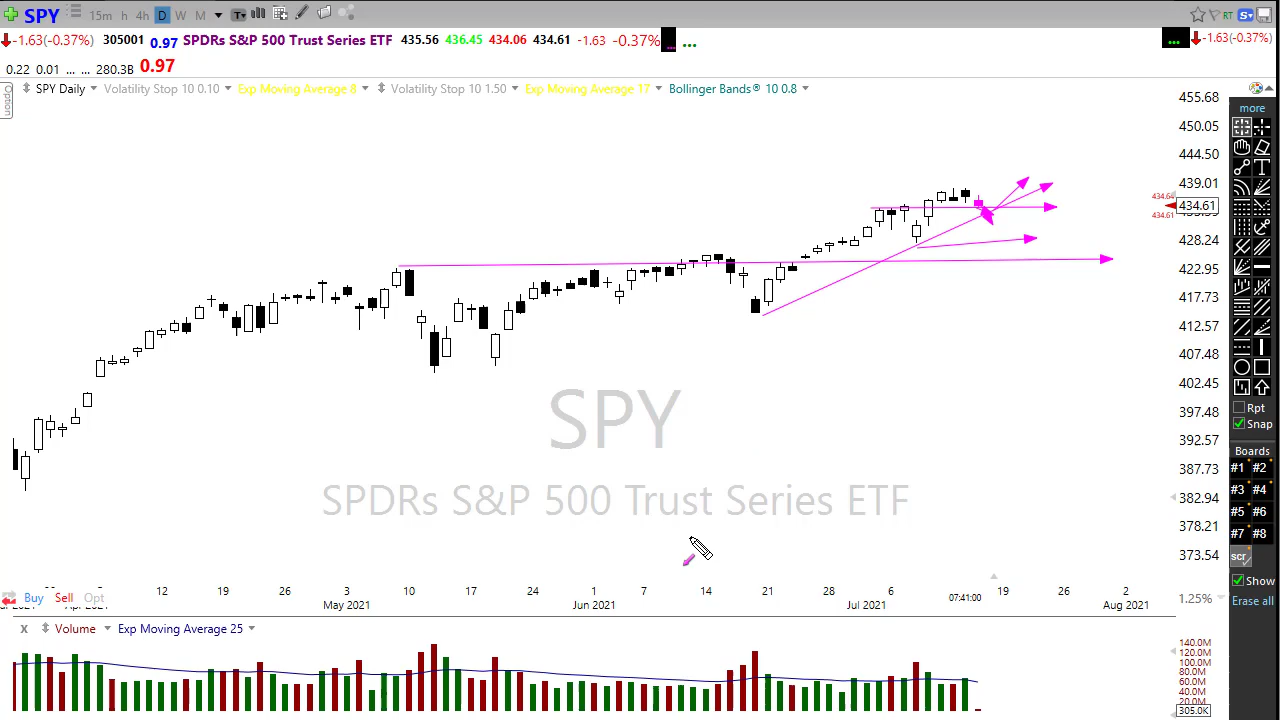 SPY 15m h 4h D W M T RT S
-1.63(-0.37%) 305001 0.97 SPDRs S&P 500 Trust Series ETF 435.56 436.45 434.06 434.61 -1.63 -0.37% ... ... -1.63(-0.37%)
0.22 0.01 ... ... 280.3B 0.97
Option
SPY Daily Volatility Stop 10 0.10 Exp Moving Average 8 Volatility Stop 10 1.50 Exp Moving Average 17 Bollinger Bands® 10 0.8
455.68
450.05
444.50
439.01
434.64
434.61
434.61
428.24
422.95
417.73
412.57
407.48
402.45
397.48
392.57
387.73
382.94
378.21
373.54
SPY
SPDRs S&P 500 Trust Series ETF
more
Rpt
Snap
Boards
#1 #2
#3 #4
#5 #6
#7 #8
scr
Show
Erase all
12 19 26 3 10 17 24 1 7 14 21 28 6 07:41:00 19 26 2
Buy Sell Opt 1.25%
May 2021 Jun 2021 Jul 2021 Aug 2021
X Volume Exp Moving Average 25
140.0M
120.0M
100.0M
80.0M
60.0M
40.0M
20.0M
305.0K